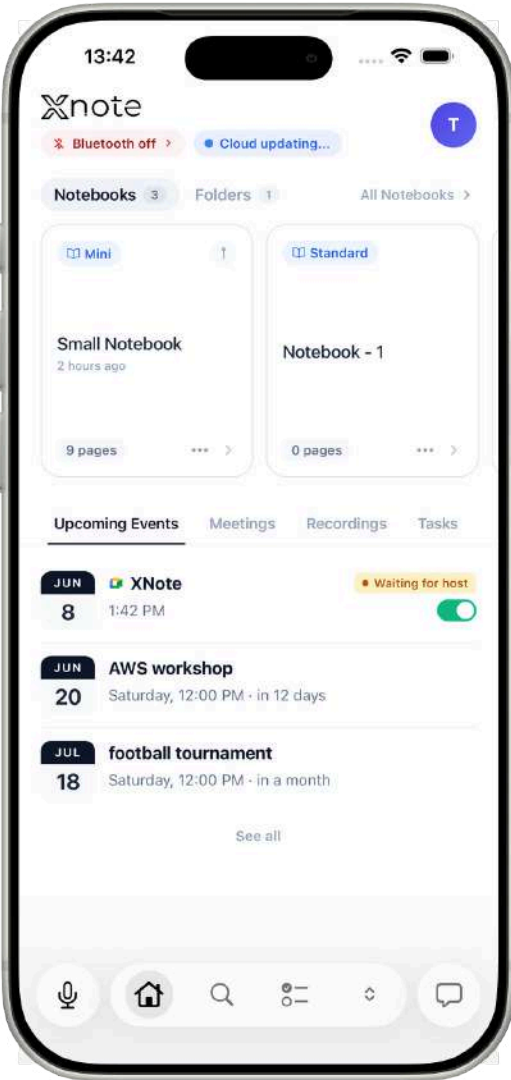 13:42
Xnote
Bluetooth off
Cloud updating...
T
Notebooks 3
Folders 1
All Notebooks
Mini
Standard
Small Notebook
2 hours ago
Notebook - 1
9 pages
0 pages
Upcoming Events
Meetings
Recordings
Tasks
JUN
8
XNote
1:42 PM
Waiting for host
JUN
20
AWS workshop
Saturday, 12:00 PM · in 12 days
JUL
18
football tournament
Saturday, 12:00 PM · in a month
See all